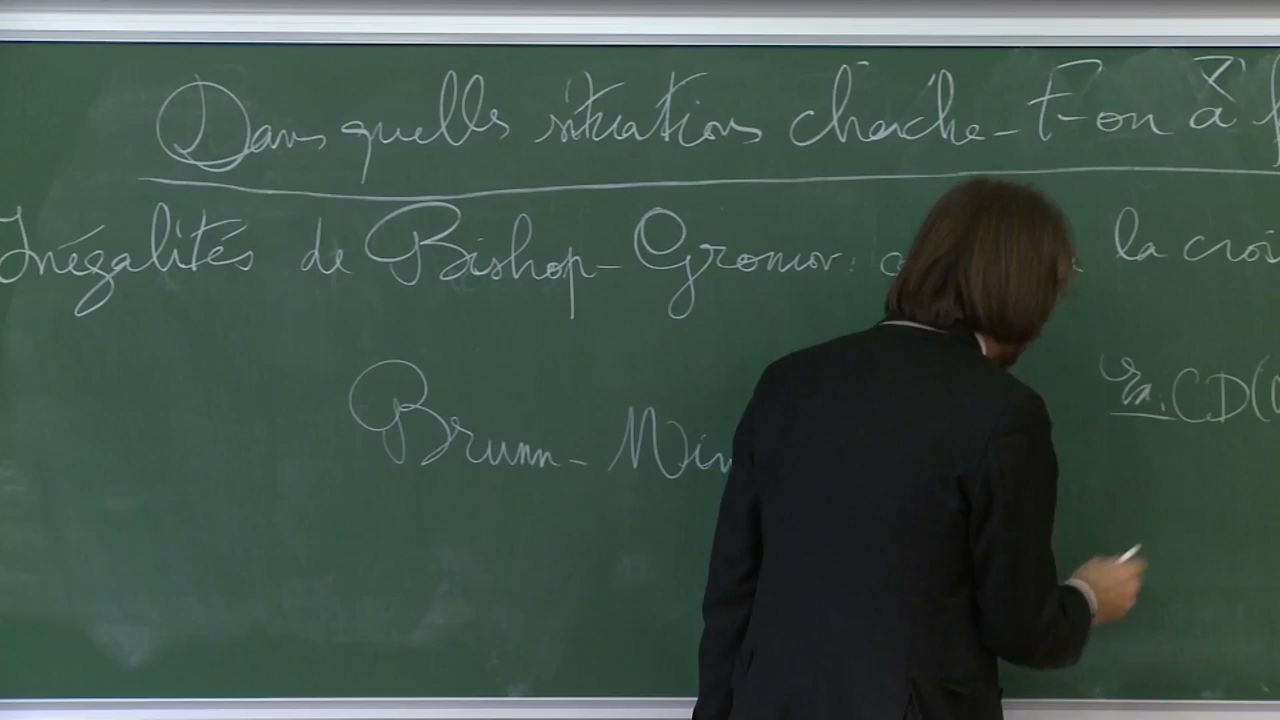 Dans quelles situations cherche-t-on à
Inégalités de Bishop-Gromov: la croi
CD(
Brunn-Min